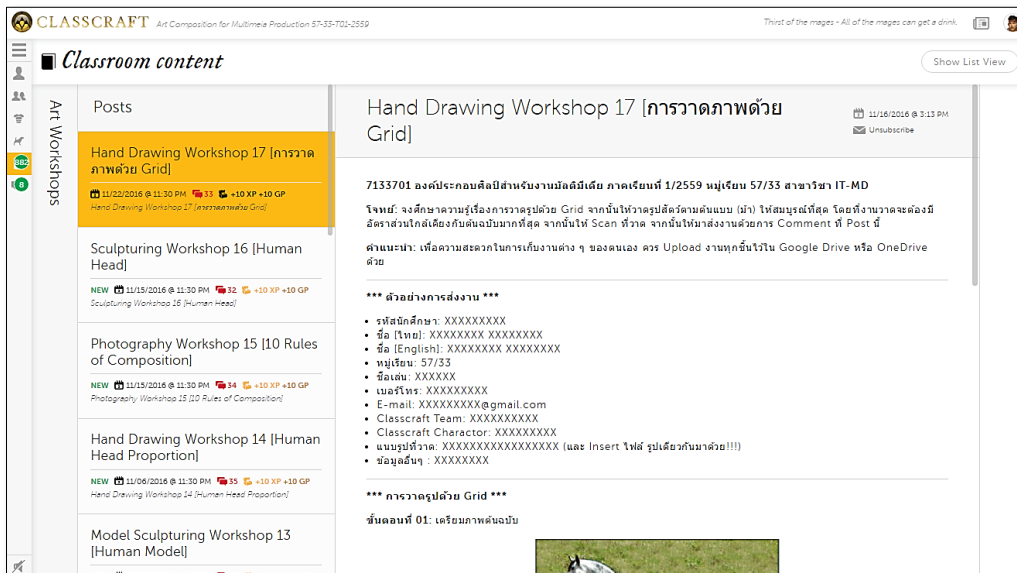 CLASSCRAFT Art Composition for Multimeia Production 57-33-T01-2559
Thirst of the mages - All of the mages can get a drink.
Classroom content
Show List View
882
8
Art Workshops
Posts
Hand Drawing Workshop 17 [การวาด
ภาพด้วย Grid]
11/22/2016 @ 11:30 PM 33 +10 XP +10 GP
Hand Drawing Workshop 17 [การวาดภาพด้วย Grid]
Sculpturing Workshop 16 [Human
Head]
NEW 11/15/2016 @ 11:30 PM 32 +10 XP +10 GP
Sculpturing Workshop 16 [Human Head]
Photography Workshop 15 [10 Rules
of Composition]
NEW 11/15/2016 @ 11:30 PM 34 +10 XP +10 GP
Photography Workshop 15 [10 Rules of Composition]
Hand Drawing Workshop 14 [Human
Head Proportion]
NEW 11/06/2016 @ 11:30 PM 35 +10 XP +10 GP
Hand Drawing Workshop 14 [Human Head Proportion]
Model Sculpturing Workshop 13
[Human Model]
Hand Drawing Workshop 17 [การวาดภาพด้วย
Grid]
11/16/2016 @ 3:13 PM
Unsubscribe
7133701 องค์ประกอบศิลป์สำหรับงานมัลติมีเดีย ภาคเรียนที่ 1/2559 หมู่เรียน 57/33 สาขาวิชา IT-MD
โจทย์: จงศึกษาความรู้เรื่องการวาดรูปด้วย Grid จากนั้นให้วาดรูปสัตว์ตามต้นแบบ (ม้า) ให้สมบูรณ์ที่สุด โดยที่งานวาดจะต้องมี
อัตราส่วนใกล้เคียงกับต้นฉบับมากที่สุด จากนั้นให้ Scan ที่วาด จากนั้นให้มาส่งงานด้วยการ Comment ที่ Post นี้
คำแนะนำ: เพื่อความสะดวกในการเก็บงานต่าง ๆ ของตนเอง ควร Upload งานทุกชิ้นไว้ใน Google Drive หรือ OneDrive
ด้วย
*** ตัวอย่างการส่งงาน ***
• รหัสนักศึกษา: XXXXXXXXX
• ชื่อ [ไทย]: XXXXXXXX XXXXXXXX
• ชื่อ [English]: XXXXXXXX XXXXXXXX
• หมู่เรียน: 57/33
• ชื่อเล่น: XXXXXX
• เบอร์โทร: XXXXXXXXX
• E-mail: XXXXXXXXX@gmail.com
• Classcraft Team: XXXXXXXXXX
• Classcraft Charactor: XXXXXXXXX
• แนบรูปที่วาด: XXXXXXXXXXXXXXXXX (และ Insert ไฟล์ รูปเดียวกันมาด้วย!!!)
• ข้อมูลอื่นๆ : XXXXXXXX
*** การวาดรูปด้วย Grid ***
ขั้นตอนที่ 01: เตรียมภาพต้นฉบับ